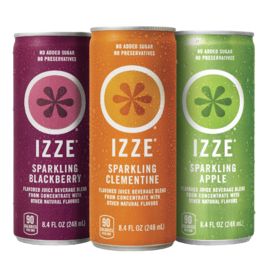 NO ADDED SUGAR
NO PRESERVATIVES
IZZE
SPARKLING
BLACKBERRY
FLAVORED JUICE BEVERAGE BLEND
FROM CONCENTRATE WITH
OTHER NATURAL FLAVORS
90
8.4 FL OZ (248 mL)
NO ADDED SUGAR
NO PRESERVATIVES
IZZE
SPARKLING
CLEMENTINE
FLAVORED JUICE BEVERAGE BLEND
FROM CONCENTRATE WITH
OTHER NATURAL FLAVORS
90
8.4 FL OZ (248 mL)
NO ADDED SUGAR
NO PRESERVATIVES
IZZE
SPARKLING
APPLE
FLAVORED JUICE BEVERAGE BLEND
FROM CONCENTRATE WITH
OTHER NATURAL FLAVORS
90
8.4 FL OZ (248 mL)